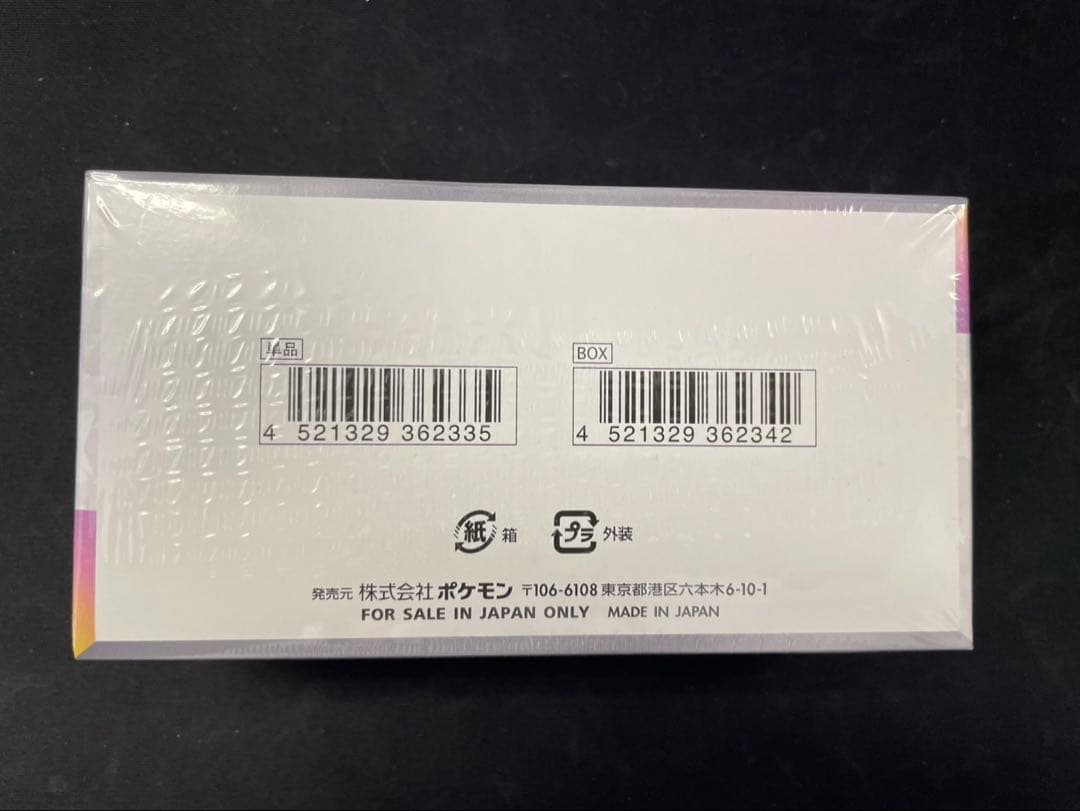 単品
4 521329 362335
BOX
4 521329 362342
紙 箱
プラ 外装
発売元 株式会社ポケモン 〒106-6108 東京都港区六本木6-10-1
FOR SALE IN JAPAN ONLY MADE IN JAPAN